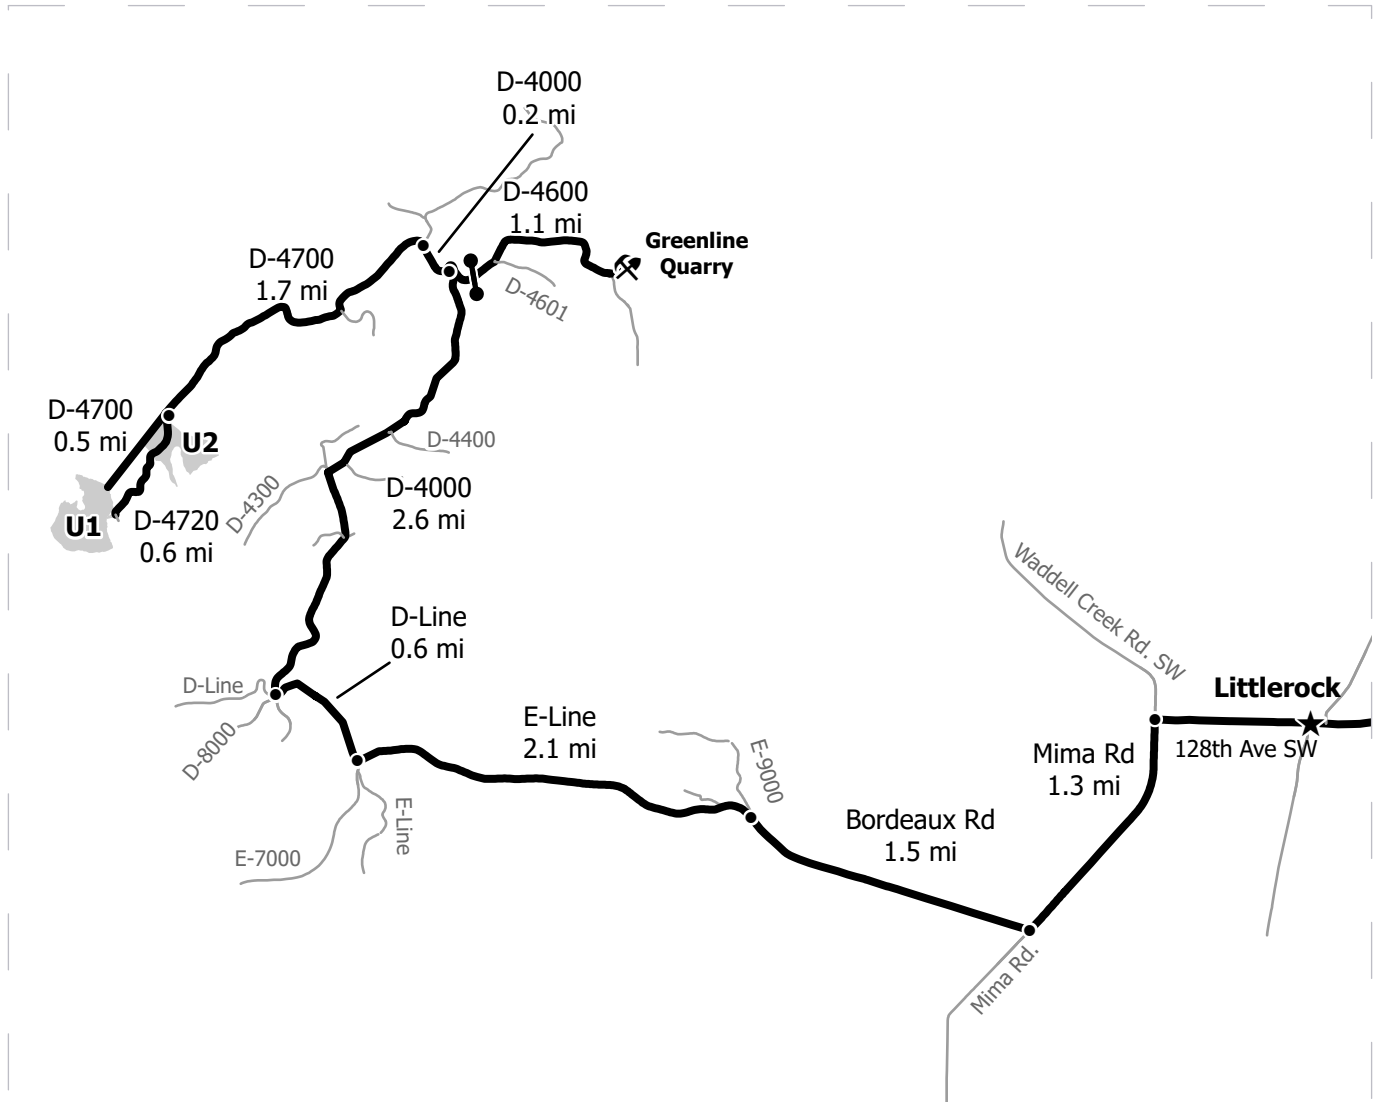 D-4000
0.2 mi
D-4600
1.1 mi
Greenline
Quarry
D-4700
1.7 mi
D-4601
D-4700
0.5 mi
U2
D-4400
D-4300
D-4000
2.6 mi
U1
D-4720
0.6 mi
Waddell Creek Rd. SW
D-Line
0.6 mi
D-Line
Littlerock
D-8000
E-Line
2.1 mi
E-9000
Mima Rd
1.3 mi
128th Ave SW
E-Line
Bordeaux Rd
1.5 mi
E-7000
Mima Rd.